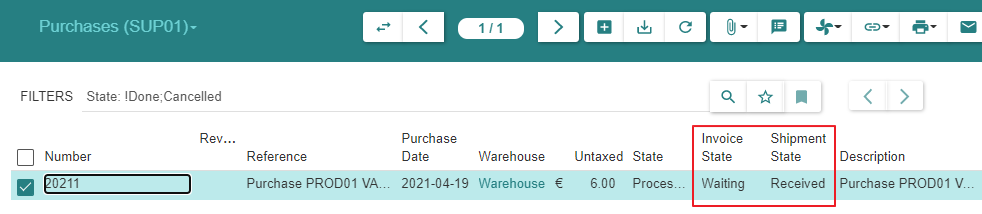 Purchases (SUP01)
1 / 1
FILTERS State: !Done;Cancelled
Number Rev... Reference Purchase Date Warehouse Untaxed State Invoice State Shipment State Description
20211 Purchase PROD01 VA... 2021-04-19 Warehouse € 6.00 Proces... Waiting Received Purchase PROD01 V...